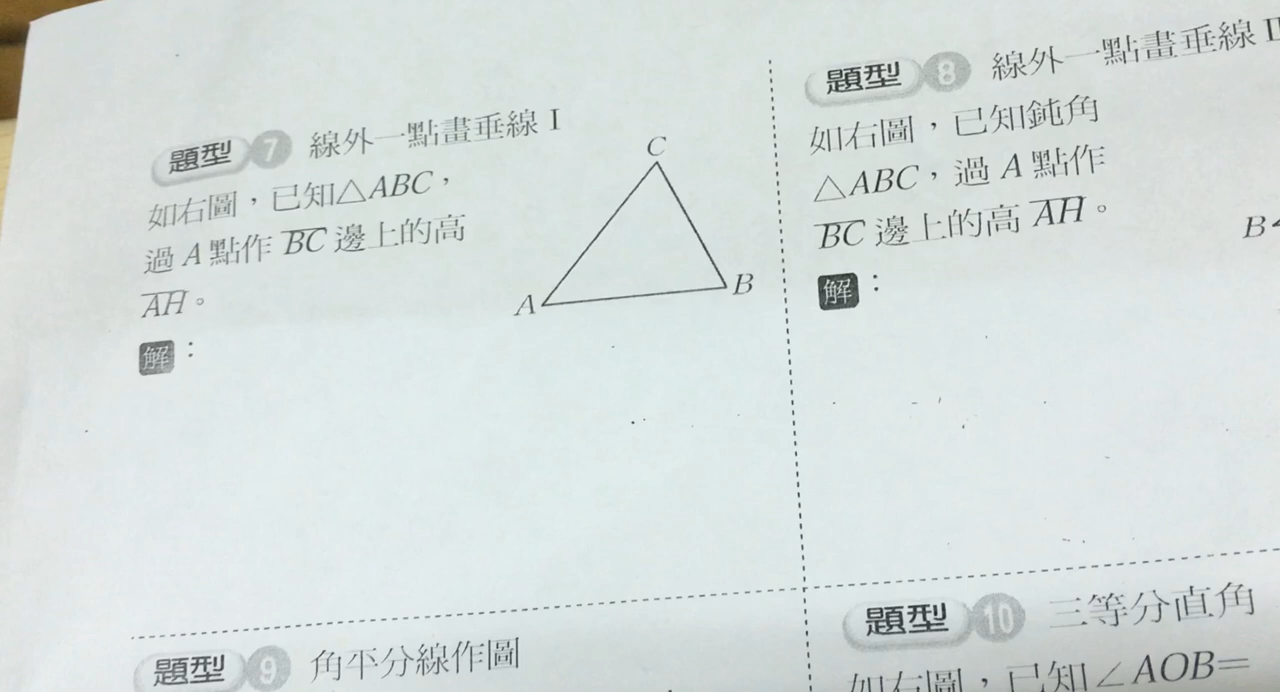 題型 7 線外一點畫垂線 I
如右圖，已知△ABC，
過 A 點作 BC 邊上的高
AH。
解：
C
A
B
題型 8 線外一點畫垂線 II
如右圖，已知鈍角
△ABC，過 A 點作
BC 邊上的高 AH。
B
解：
題型 9 角平分線作圖
題型 10 三等分直角
如右圖，已知∠AOB=